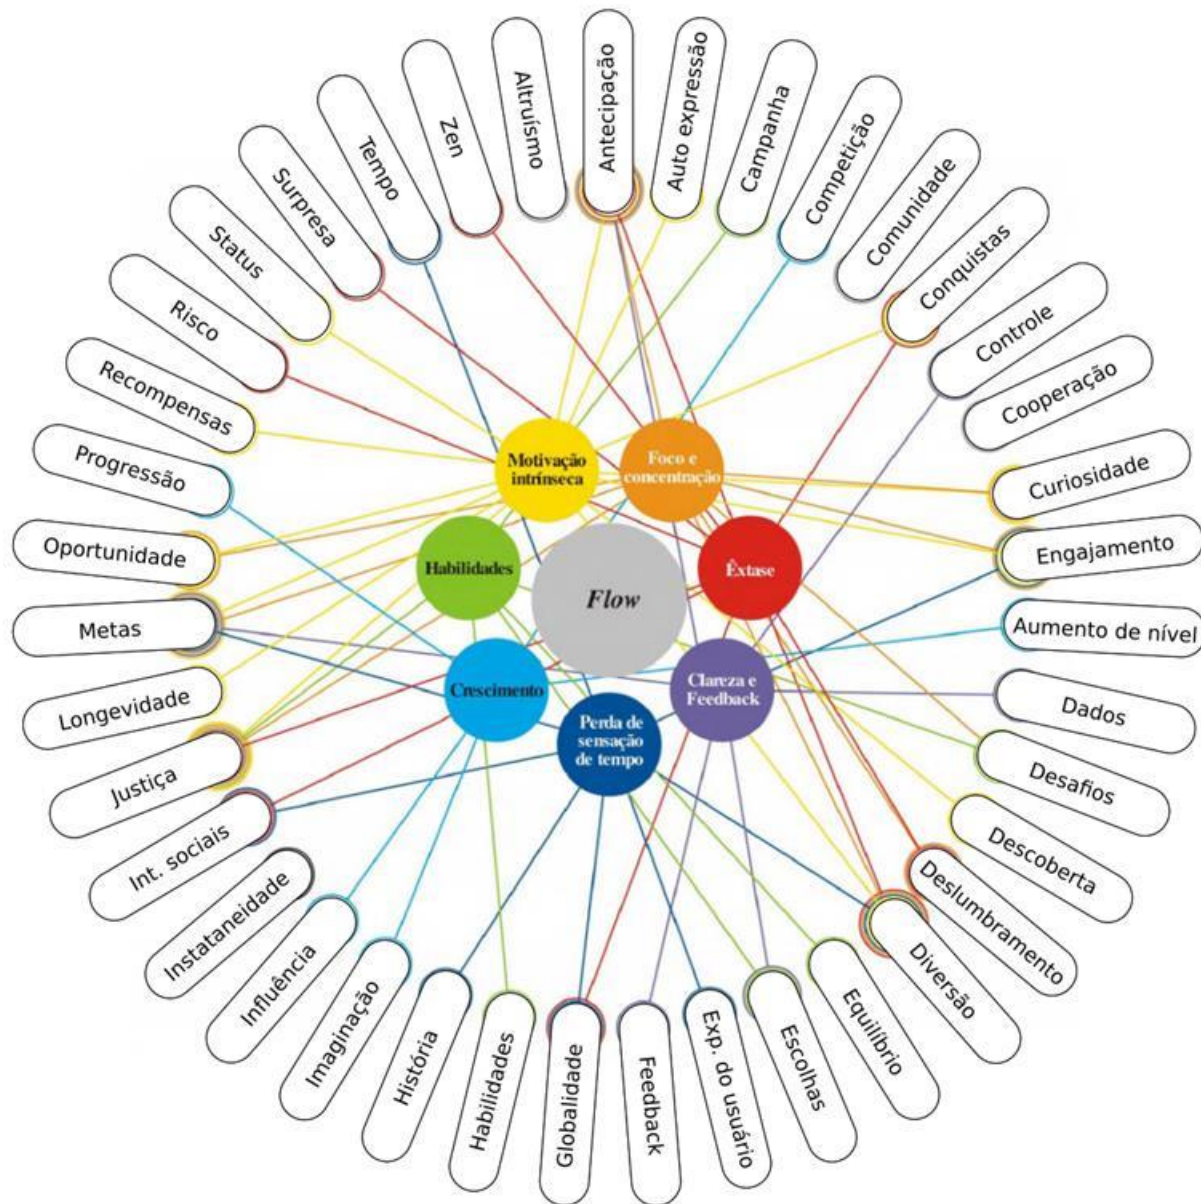 Antecipação
Auto expressão
Campanha
Competição
Comunidade
Conquistas
Controle
Cooperação
Curiosidade
Engajamento
Aumento de nível
Dados
Desafios
Descoberta
Deslumbramento
Diversão
Equilíbrio
Escolhas
Exp. do usuário
Feedback
Globalidade
Habilidades
História
Imaginação
Influência
Instataneidade
Int. sociais
Justiça
Longevidade
Metas
Oportunidade
Progressão
Recompensas
Risco
Status
Surpresa
Tempo
Zen
Altruísmo
Motivação
intrínseca
Foco e
concentração
Habilidades
Flow
Êxtase
Crescimento
Clareza e
Feedback
Perda de
sensação
de tempo